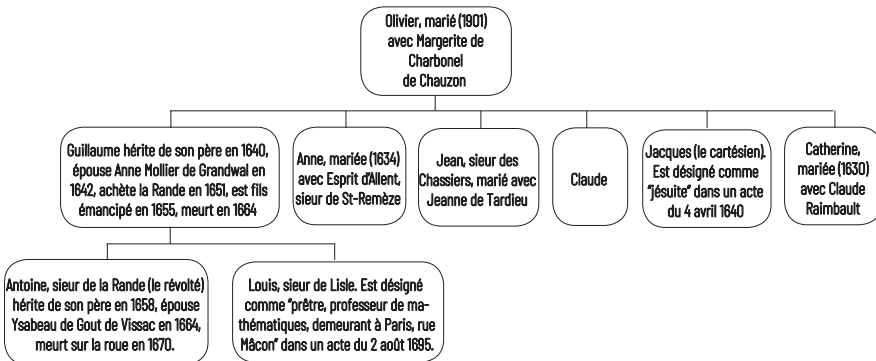 Olivier, marié (1901)
avec Margerite de
Charbonel
de Chauzon
Guillaume hérite de son père en 1640,
épouse Anne Mollier de Grandwal en
1642, achète la Rande en 1651, est fils
émancipé en 1655, meurt en 1664
Anne, mariée (1634)
avec Esprit d'Allent,
sieur de St-Remèze
Jean, sieur des
Chassiers, marié avec
Jeanne de Tardieu
Claude
Jacques (le cartésien).
Est désigné comme
"jésuite" dans un acte
du 4 avril 1640
Catherine,
mariée (1630)
avec Claude
Raimbault
Antoine, sieur de la Rande (le révolté)
hérite de son père en 1658, épouse
Ysabeau de Gout de Vissac en 1664,
meurt sur la roue en 1670.
Louis, sieur de Lisle. Est désigné
comme "prêtre, professeur de ma-
thématiques, demeurant à Paris, rue
Mâcon" dans un acte du 2 août 1695.